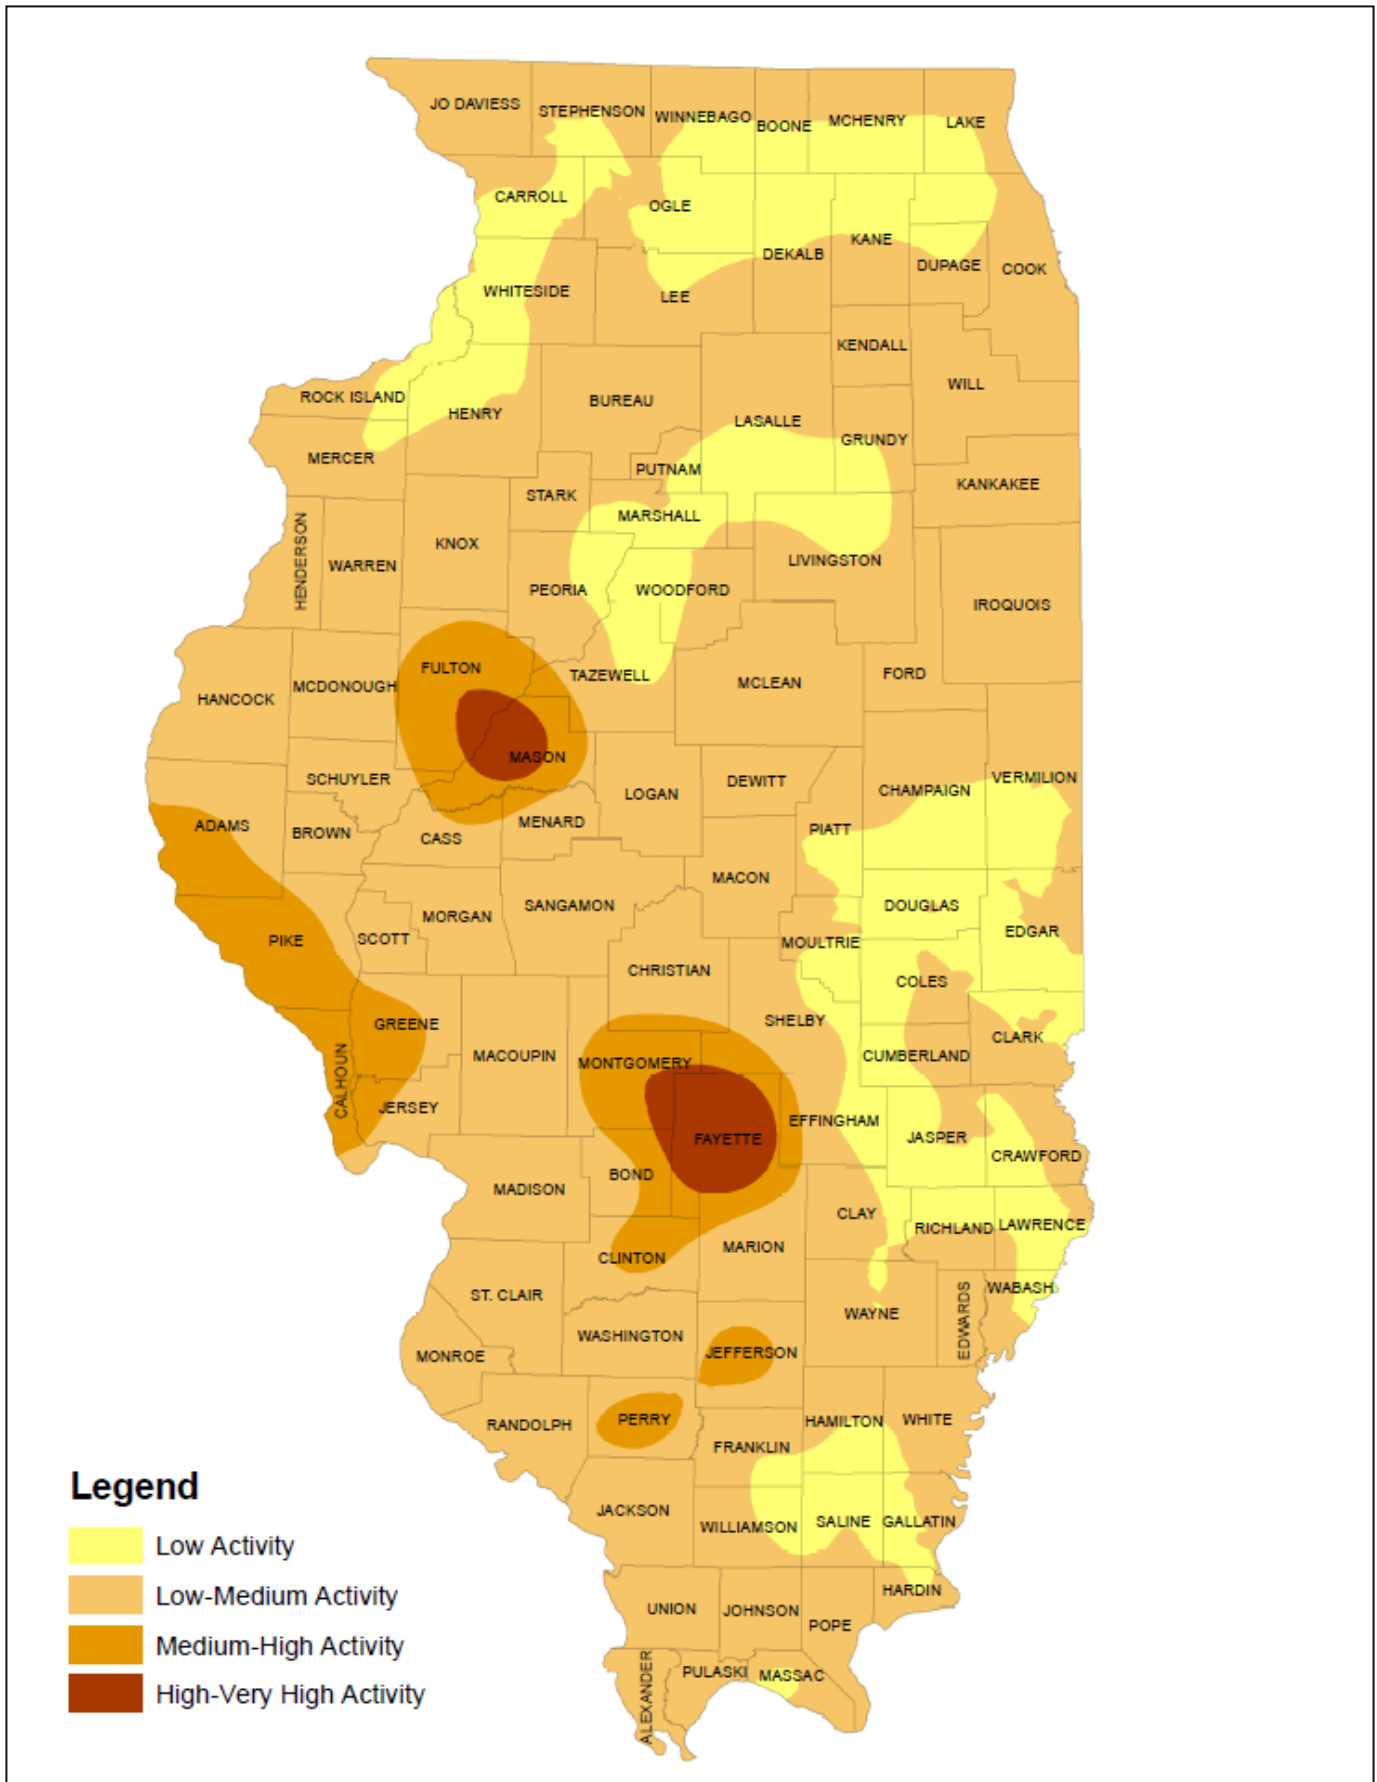 JO DAVIESS
STEPHENSON
WINNEBAGO
BOONE
MCHENRY
LAKE
CARROLL
OGLE
KANE
DEKALB
DUPAGE
COOK
WHITESIDE
LEE
KENDALL
WILL
ROCK ISLAND
HENRY
BUREAU
LASALLE
GRUNDY
MERCER
PUTNAM
KANKAKEE
STARK
MARSHALL
HENDERSON
WARREN
KNOX
PEORIA
WOODFORD
LIVINGSTON
IROQUOIS
FULTON
TAZEWELL
MCLEAN
FORD
HANCOCK
MCDONOUGH
MASON
SCHUYLER
LOGAN
DEWITT
CHAMPAIGN
VERMILION
ADAMS
BROWN
CASS
MENARD
PIATT
MACON
MORGAN
SANGAMON
DOUGLAS
PIKE
SCOTT
MOULTRIE
EDGAR
CHRISTIAN
COLES
GREENE
SHELBY
CLARK
CALHOUN
MACOUPIN
MONTGOMERY
CUMBERLAND
JERSEY
FAYETTE
EFFINGHAM
JASPER
CRAWFORD
MADISON
BOND
CLAY
RICHLAND
LAWRENCE
CLINTON
MARION
ST. CLAIR
WABASH
WASHINGTON
WAYNE
EDWARDS
MONROE
JEFFERSON
RANDOLPH
PERRY
HAMILTON
WHITE
FRANKLIN
JACKSON
WILLIAMSON
SALINE
GALLATIN
UNION
JOHNSON
POPE
HARDIN
ALEXANDER
PULASKI
MASSAC
Legend
Low Activity
Low-Medium Activity
Medium-High Activity
High-Very High Activity